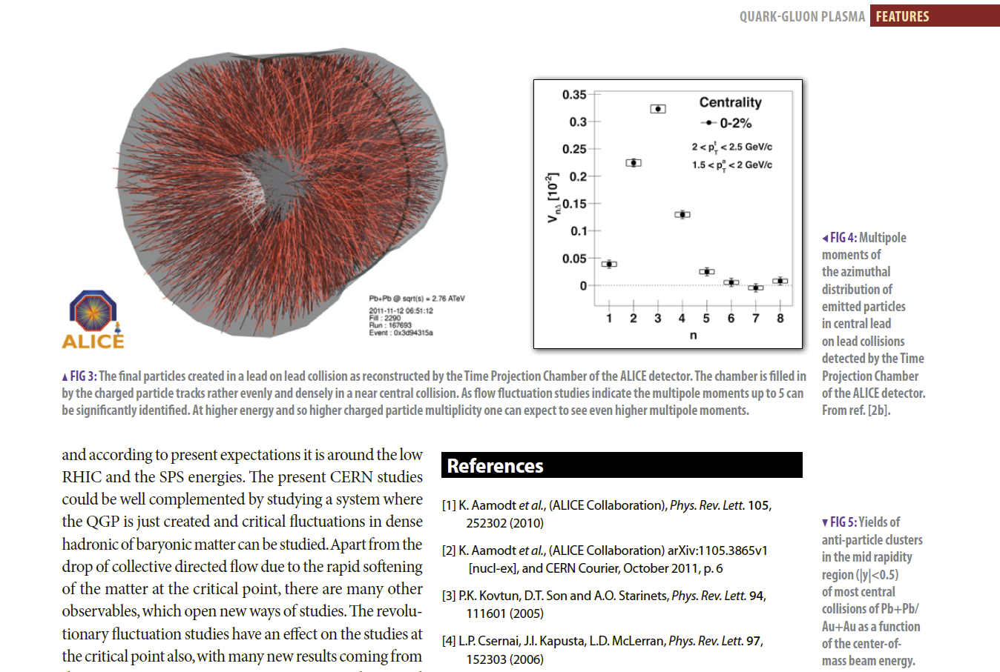 QUARK-GLUON PLASMA FEATURES
ALICE
Pb+Pb @ sqrt(s) = 2.76 ATeV
2011-11-12 06:51:12
Fill : 2290
Run : 167693
Event : 0x3d94315a
0.35
0.3
0.25
0.2
0.15
0.1
0.05
0
VnΔ [10-2]
Centrality
0-2%
2 < pTt < 2.5 GeV/c
1.5 < pTa < 2 GeV/c
1 2 3 4 5 6 7 8
n
◂ FIG 4: Multipole
moments of
the azimuthal
distribution of
emitted particles
in central lead
on lead collisions
detected by the Time
Projection Chamber
of the ALICE detector.
From ref. [2b].
▴ FIG 3: The final particles created in a lead on lead collision as reconstructed by the Time Projection Chamber of the ALICE detector. The chamber is filled in
by the charged particle tracks rather evenly and densely in a near central collision. As flow fluctuation studies indicate the multipole moments up to 5 can
be significantly identified. At higher energy and so higher charged particle multiplicity one can expect to see even higher multipole moments.
and according to present expectations it is around the low
RHIC and the SPS energies. The present CERN studies
could be well complemented by studying a system where
the QGP is just created and critical fluctuations in dense
hadronic of baryonic matter can be studied. Apart from the
drop of collective directed flow due to the rapid softening
of the matter at the critical point, there are many other
observables, which open new ways of studies. The revolu-
tionary fluctuation studies have an effect on the studies at
the critical point also, with many new results coming from
References
[1] K. Aamodt et al., (ALICE Collaboration), Phys. Rev. Lett. 105,
252302 (2010)
[2] K. Aamodt et al., (ALICE Collaboration) arXiv:1105.3865v1
[nucl-ex], and CERN Courier, October 2011, p. 6
[3] P.K. Kovtun, D.T. Son and A.O. Starinets, Phys. Rev. Lett. 94,
111601 (2005)
[4] L.P. Csernai, J.I. Kapusta, L.D. McLerran, Phys. Rev. Lett. 97,
152303 (2006)
▾ FIG 5: Yields of
anti-particle clusters
in the mid rapidity
region (|y|<0.5)
of most central
collisions of Pb+Pb/
Au+Au as a function
of the center-of-
mass beam energy.